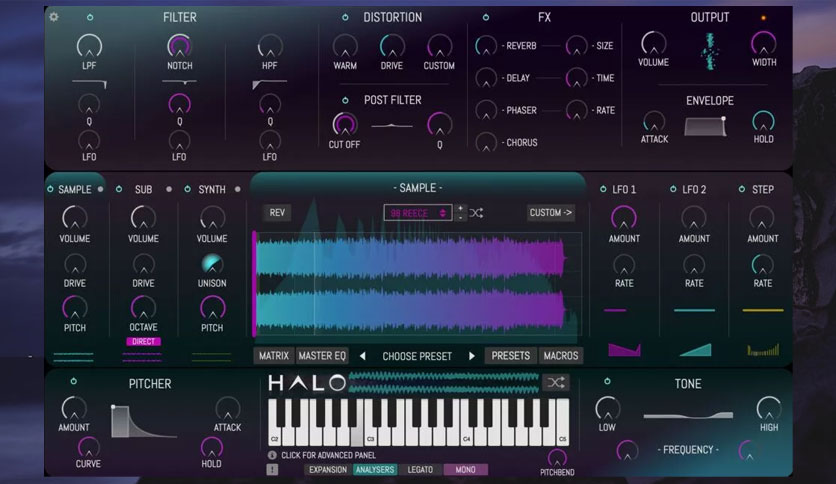 FILTER
DISTORTION
FX
OUTPUT
LPF
NOTCH
HPF
WARM
DRIVE
CUSTOM
- REVERB
- SIZE
VOLUME
WIDTH
- DELAY
- TIME
Q
Q
Q
POST FILTER
- PHASER
- RATE
ENVELOPE
LFO
LFO
LFO
CUT OFF
Q
- CHORUS
ATTACK
HOLD
SAMPLE
SUB
SYNTH
- SAMPLE -
LFO 1
LFO 2
STEP
REV
98 REECE
+
-
CUSTOM ->
VOLUME
VOLUME
VOLUME
AMOUNT
AMOUNT
AMOUNT
DRIVE
DRIVE
UNISON
RATE
RATE
RATE
PITCH
OCTAVE
PITCH
DIRECT
MATRIX
MASTER EQ
CHOOSE PRESET
PRESETS
MACROS
PITCHER
HALO
TONE
AMOUNT
ATTACK
LOW
HIGH
C2
C3
C4
C5
CURVE
HOLD
CLICK FOR ADVANCED PANEL
- FREQUENCY -
!
EXPANSION
ANALYSERS
LEGATO
MONO
PITCHBEND